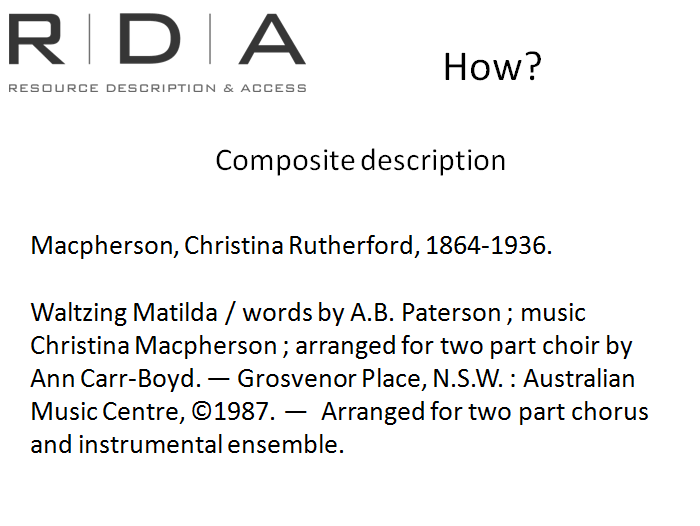 R | D | A
RESOURCE DESCRIPTION & ACCESS
How?
Composite description
Macpherson, Christina Rutherford, 1864-1936.
Waltzing Matilda / words by A.B. Paterson ; music
Christina Macpherson ; arranged for two part choir by
Ann Carr-Boyd. — Grosvenor Place, N.S.W. : Australian
Music Centre, ©1987. — Arranged for two part chorus
and instrumental ensemble.